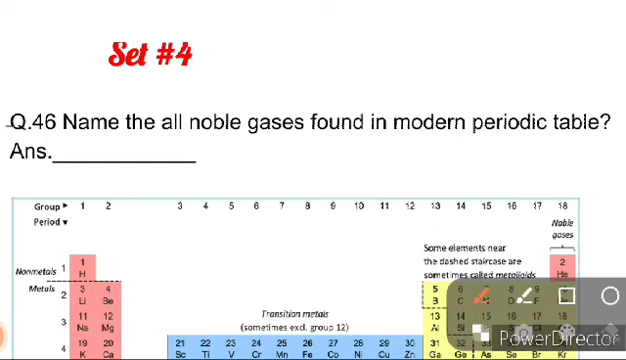 Set #4
Q.46 Name the all noble gases found in modern periodic table?
Ans.____________
Group 1 2 3 4 5 6 7 8 9 10 11 12 13 14 15 16 17 18
Period
Noble
gases
Some elements near
the dashed staircase are
sometimes called metalloids
Nonmetals 1 1 2
H He
Metals 2 3 4 5 6 8 9
Li Be B C O F
3 11 12 Transition metals 13 14 15 16 17 18
Na Mg (sometimes excl. group 12) Al Si
PowerDirector
4 19 20 21 22 23 24 25 26 27 28 29 30 31 32 33
K Ca Sc Ti V Cr Mn Fe Co Ni Cu Zn Ga Ge As Se Br Kr